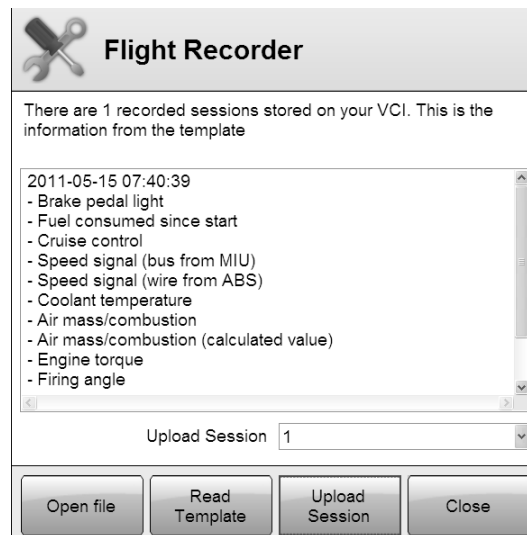 Flight Recorder
There are 1 recorded sessions stored on your VCI. This is the
information from the template
2011-05-15 07:40:39
- Brake pedal light
- Fuel consumed since start
- Cruise control
- Speed signal (bus from MIU)
- Speed signal (wire from ABS)
- Coolant temperature
- Air mass/combustion
- Air mass/combustion (calculated value)
- Engine torque
- Firing angle
Upload Session 1
Open file
Read
Template
Upload
Session
Close